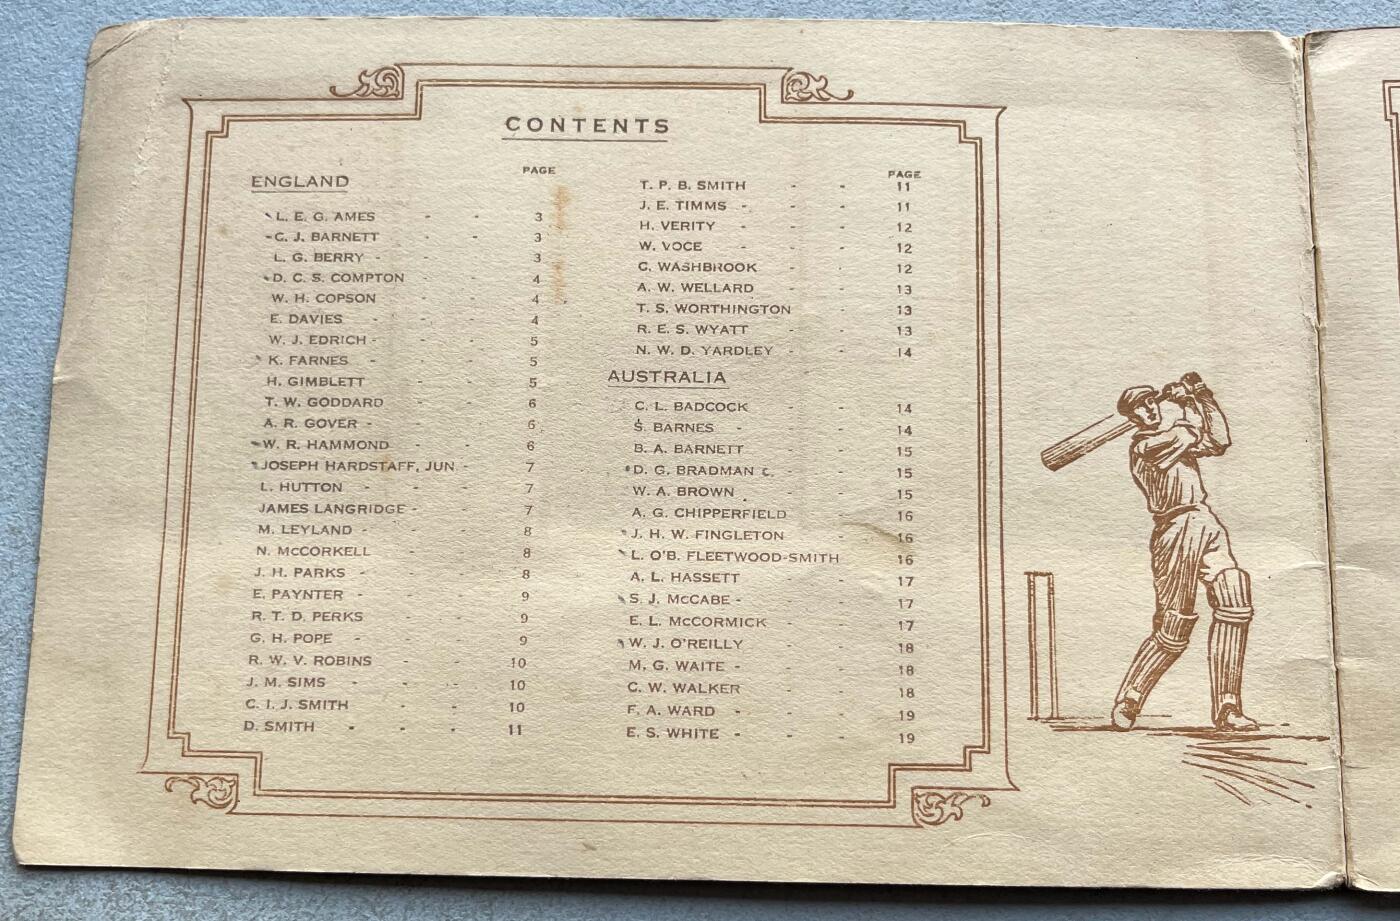 CONTENTS
PAGE
ENGLAND
L. E. G. AMES - - 3
C. J. BARNETT - - 3
L. G. BERRY - - - 3
D. C. S. COMPTON - - 4
W. H. COPSON - - 4
E. DAVIES - - - 4
W. J. EDRICH - - - 5
K. FARNES - - - 5
H. GIMBLETT - - 5
T. W. GODDARD - - 6
A. R. GOVER - - - 6
W. R. HAMMOND - - 6
JOSEPH HARDSTAFF, JUN - 7
L. HUTTON - - - 7
JAMES LANGRIDGE - - 7
M. LEYLAND - - - 8
N. McCORKELL - - 8
J. H. PARKS - - - 8
E. PAYNTER - - - 9
R. T. D. PERKS - - 9
G. H. POPE - - - 9
R. W. V. ROBINS - - 10
J. M. SIMS - - - 10
C. I. J. SMITH - - 10
D. SMITH - - - 11
PAGE
T. P. B. SMITH - - 11
J. E. TIMMS - - - 11
H. VERITY - - - 12
W. VOCE - - - 12
C. WASHBROOK - - 12
A. W. WELLARD - - 13
T. S. WORTHINGTON - 13
R. E. S. WYATT - - 13
N. W. D. YARDLEY - - 14
AUSTRALIA
C. L. BADCOCK - - 14
S. BARNES - - - 14
B. A. BARNETT - - 15
D. G. BRADMAN c. - - 15
W. A. BROWN - - - 15
A. G. CHIPPERFIELD - 16
J. H. W. FINGLETON - 16
L. O'B. FLEETWOOD-SMITH 16
A. L. HASSETT - - 17
S. J. McCABE - - - 17
E. L. McCORMICK - - 17
W. J. O'REILLY - - 18
M. G. WAITE - - - 18
C. W. WALKER - - 18
F. A. WARD - - - 19
E. S. WHITE - - - 19